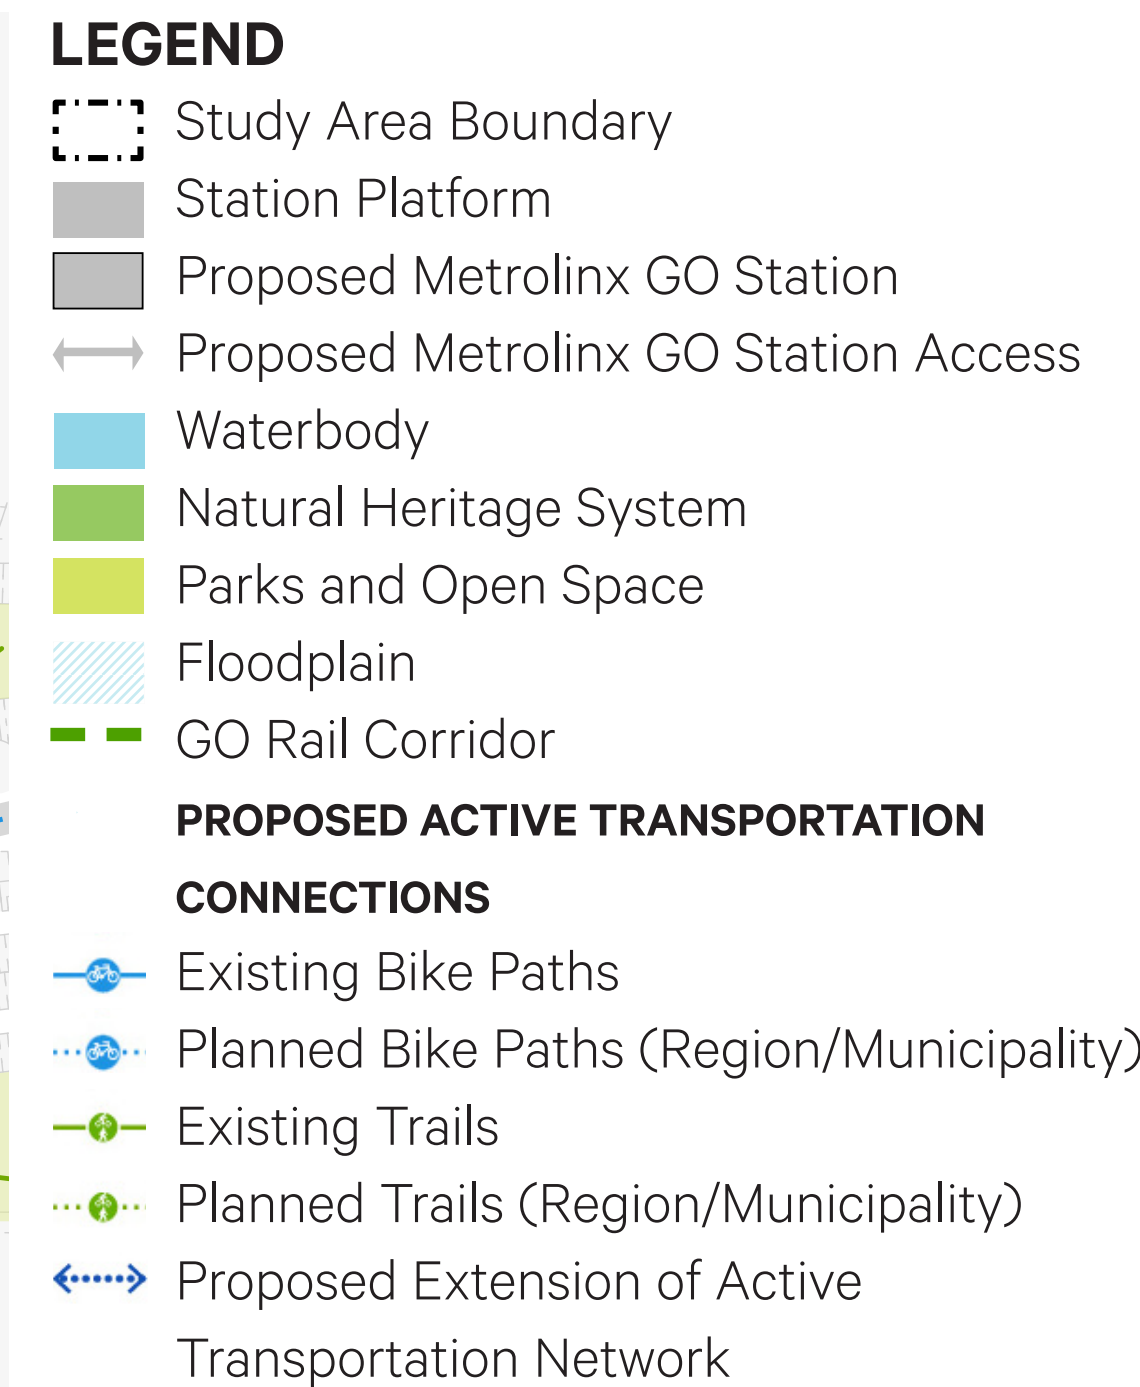 LEGEND
Study Area Boundary
Station Platform
Proposed Metrolinx GO Station
Proposed Metrolinx GO Station Access
Waterbody
Natural Heritage System
Parks and Open Space
Floodplain
GO Rail Corridor
PROPOSED ACTIVE TRANSPORTATION
CONNECTIONS
Existing Bike Paths
Planned Bike Paths (Region/Municipality)
Existing Trails
Planned Trails (Region/Municipality)
Proposed Extension of Active
Transportation Network